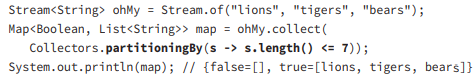 Stream<String> ohMy = Stream.of("lions", "tigers", "bears");
Map<Boolean, List<String>> map = ohMy.collect(
Collectors.partitioningBy(s -> s.length() <= 7));
System.out.println(map); // {false=[], true=[lions, tigers, bears]}